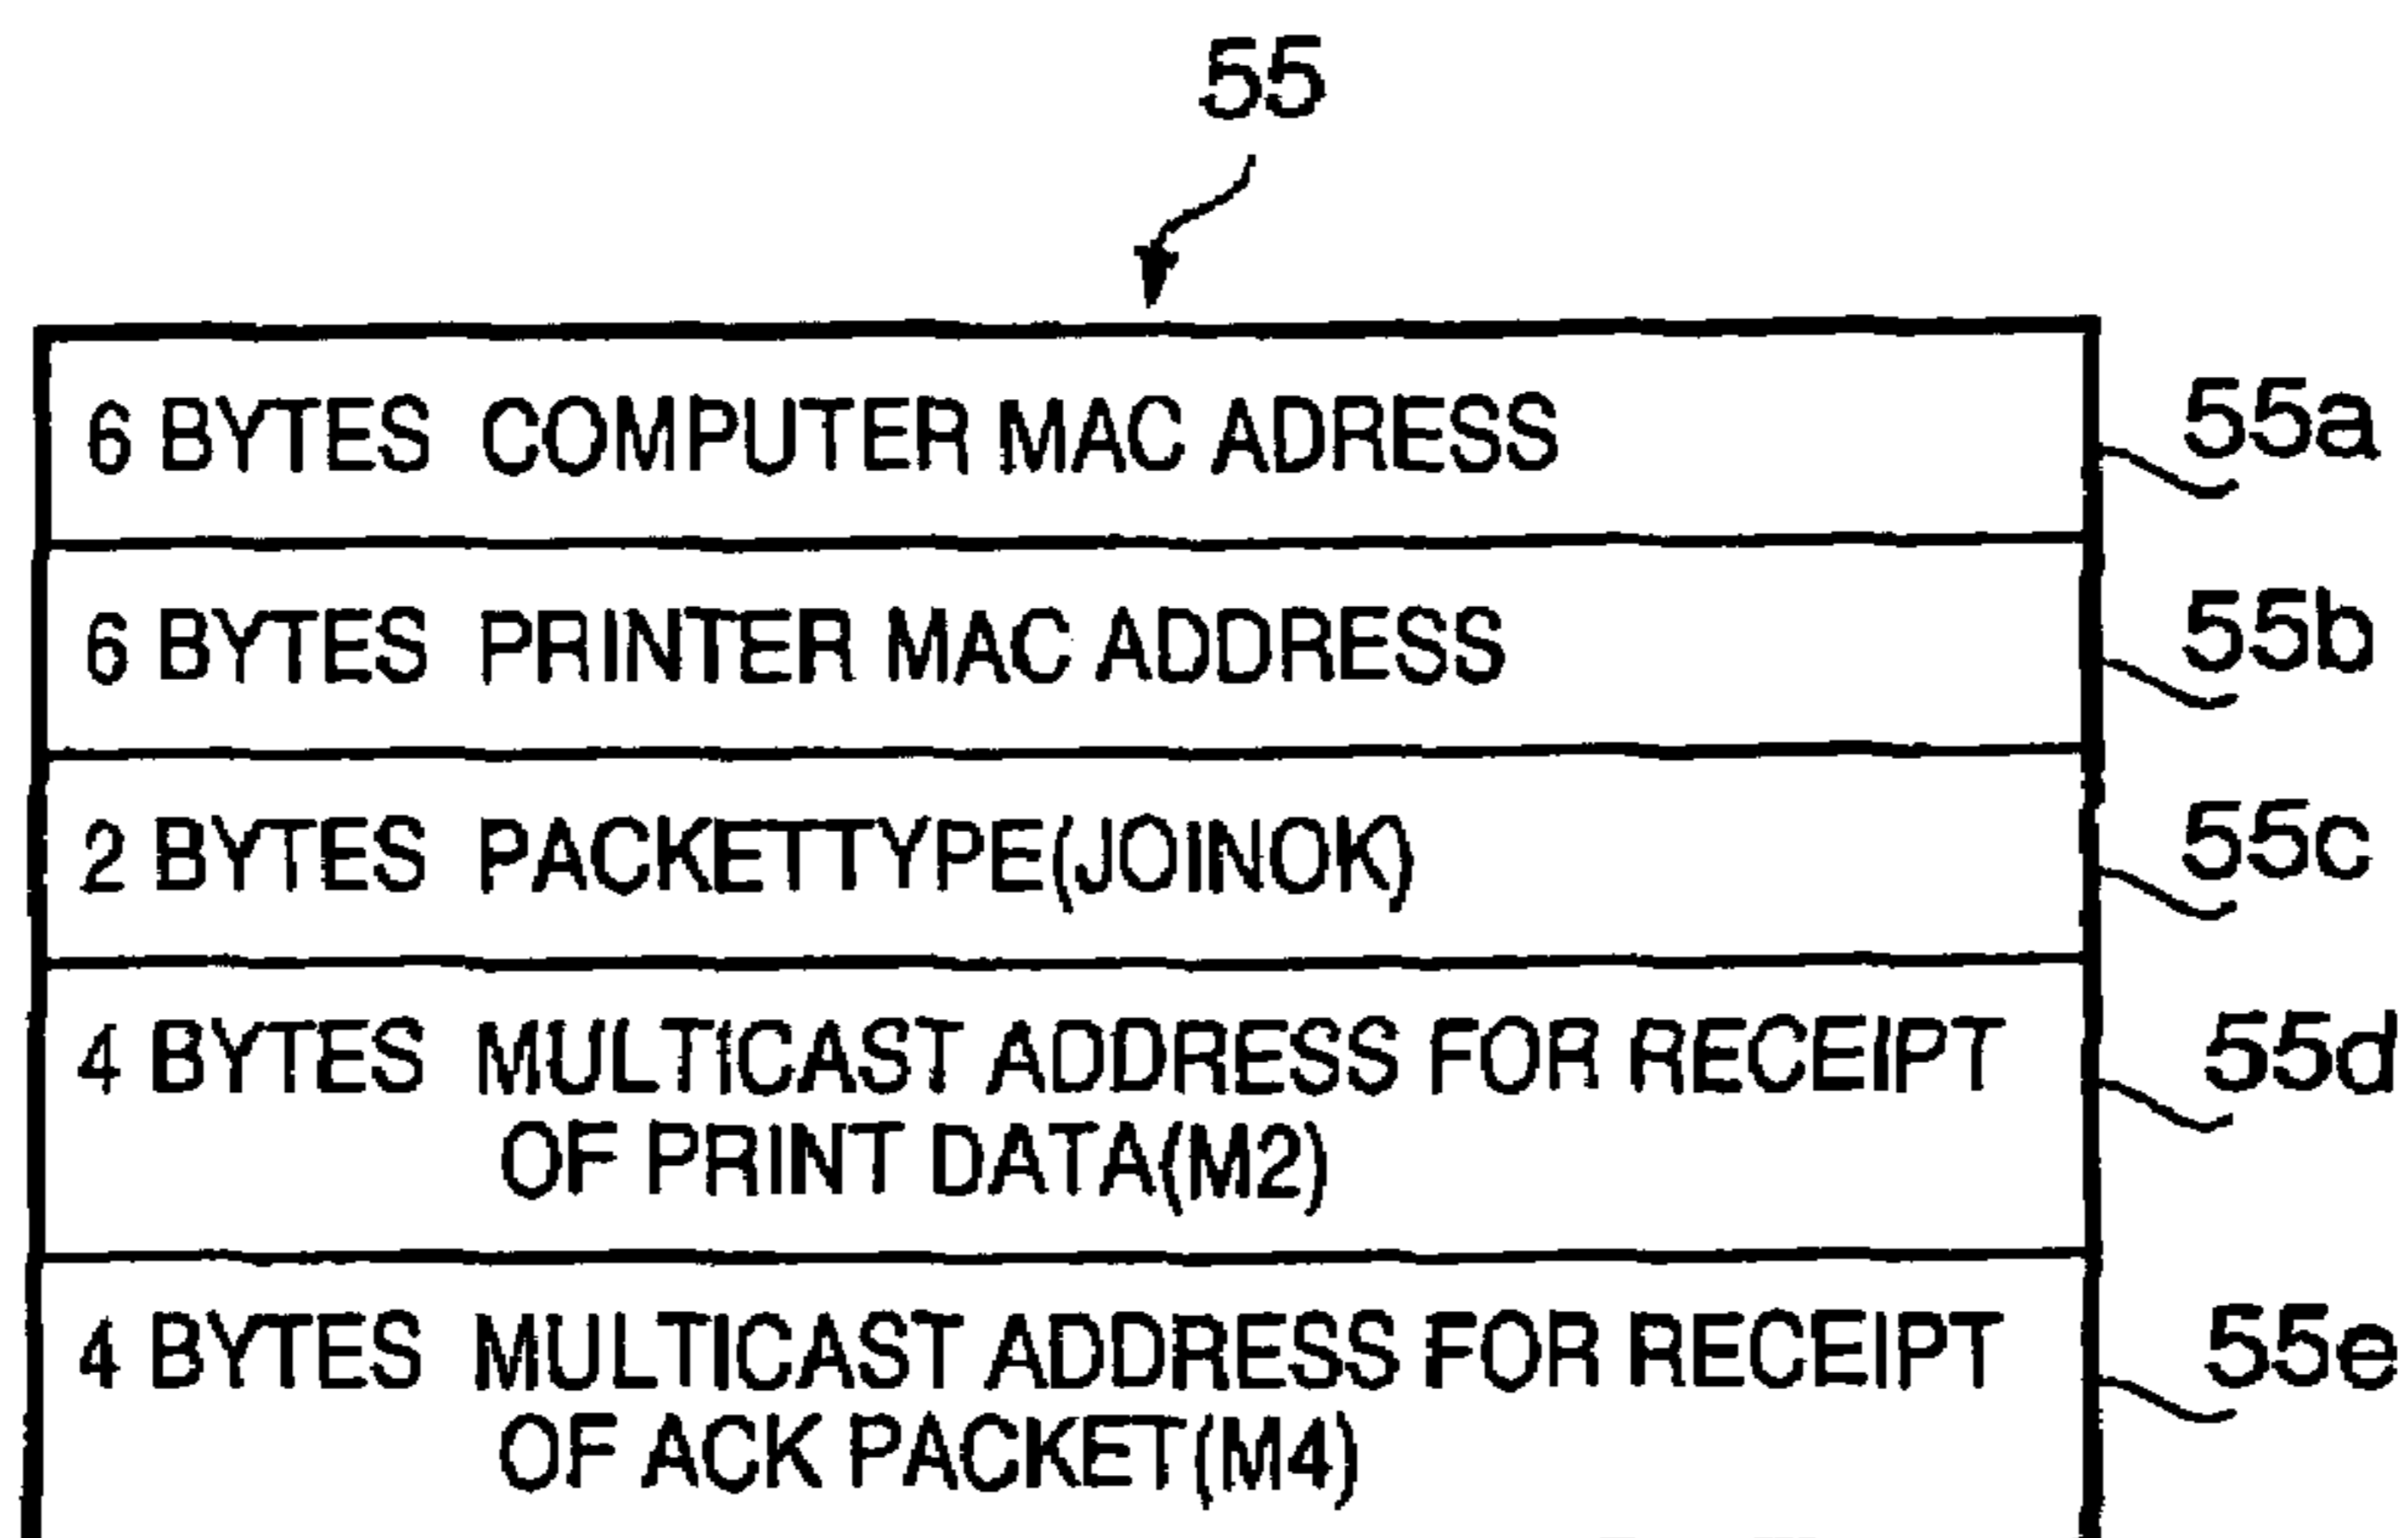 55
6 BYTES COMPUTER MAC ADRESS 55a
6 BYTES PRINTER MAC ADDRESS 55b
2 BYTES PACKETTYPE(JOINOK) 55c
4 BYTES MULTICAST ADDRESS FOR RECEIPT 55d
OF PRINT DATA(M2)
4 BYTES MULTICAST ADDRESS FOR RECEIPT 55e
OF ACK PACKET(M4)